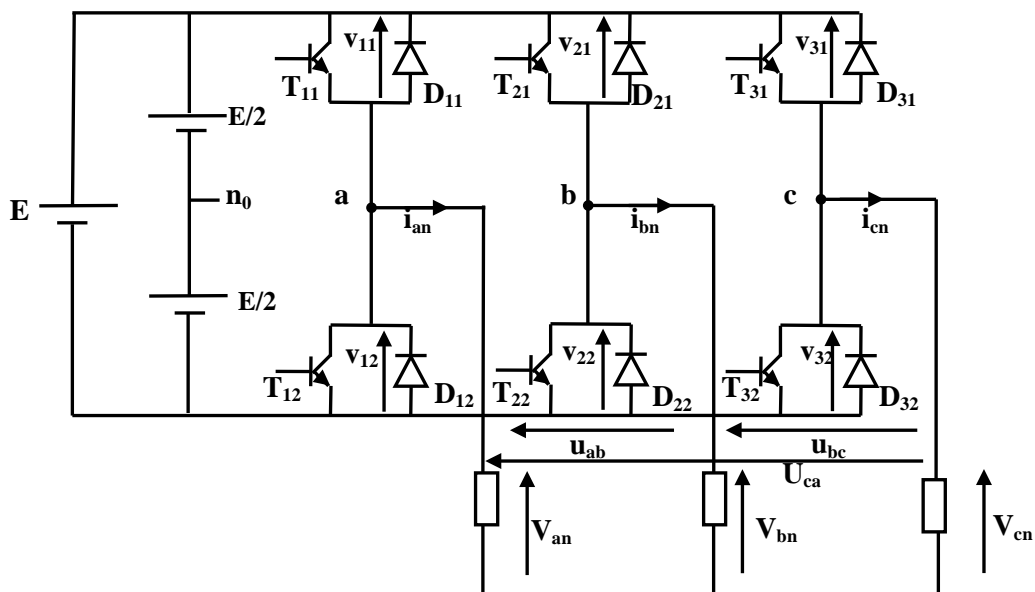 v11
v21
v31
T11
D11
T21
D21
T31
D31
E/2
E
n0
a
b
c
ian
ibn
icn
E/2
v12
v22
v32
T12
D12
T22
D22
T32
D32
uab
ubc
Uca
Van
Vbn
Vcn